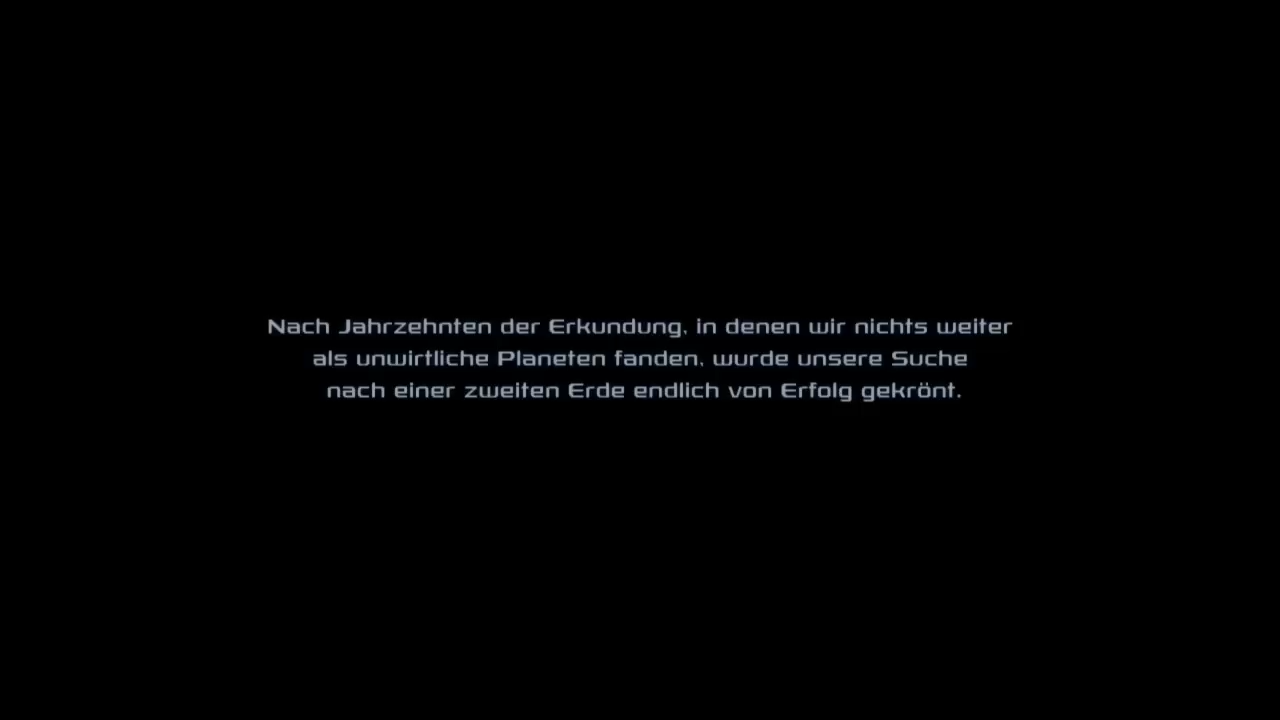 Nach Jahrzehnten der Erkundung, in denen wir nichts weiter
als unwirtliche Planeten fanden, wurde unsere Suche
nach einer zweiten Erde endlich von Erfolg gekrönt.